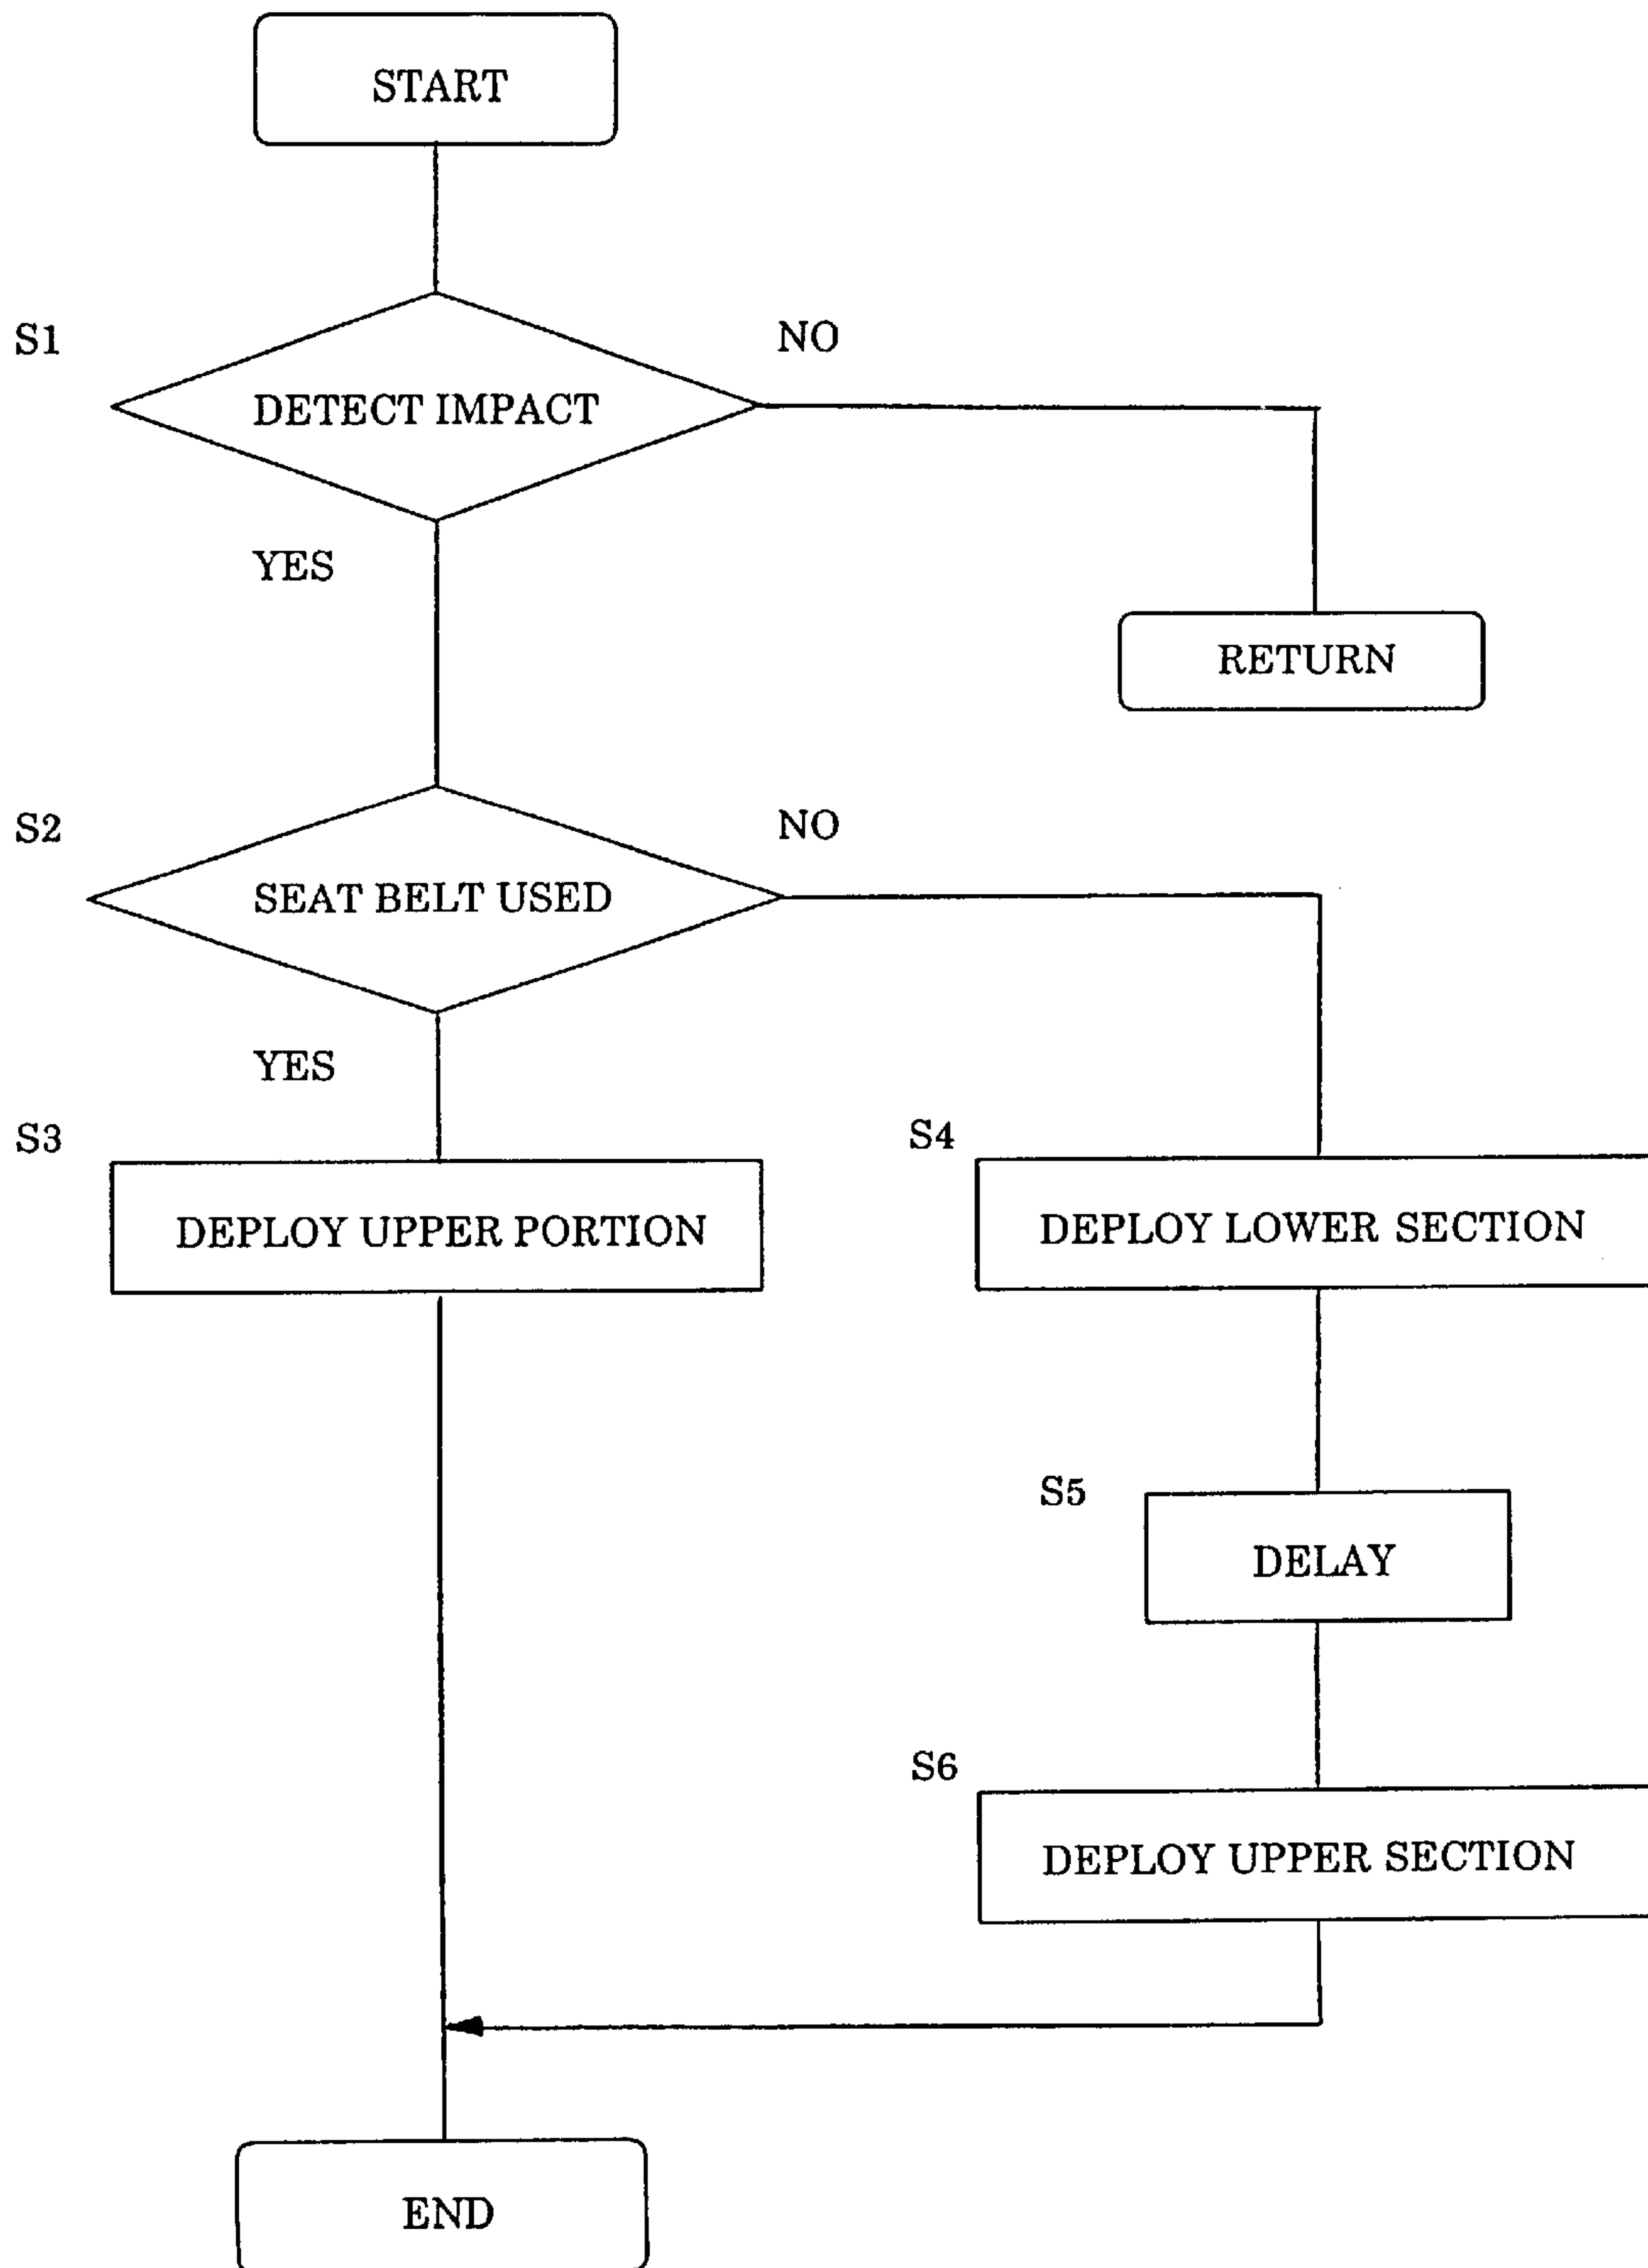 START
S1
NO
DETECT IMPACT
YES
RETURN
S2
NO
SEAT BELT USED
YES
S3
S4
DEPLOY UPPER PORTION
DEPLOY LOWER SECTION
S5
DELAY
S6
DEPLOY UPPER SECTION
END